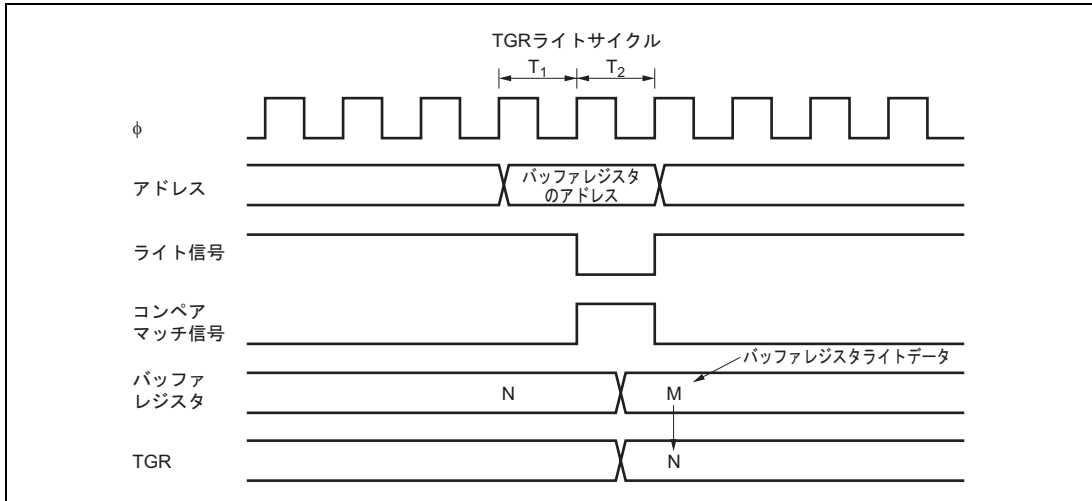 TGRライトサイクル
T1 T2
φ
アドレス
バッファレジスタ
のアドレス
ライト信号
コンペア
マッチ信号
バッファレジスタライトデータ
バッファ
レジスタ
N M
TGR
N